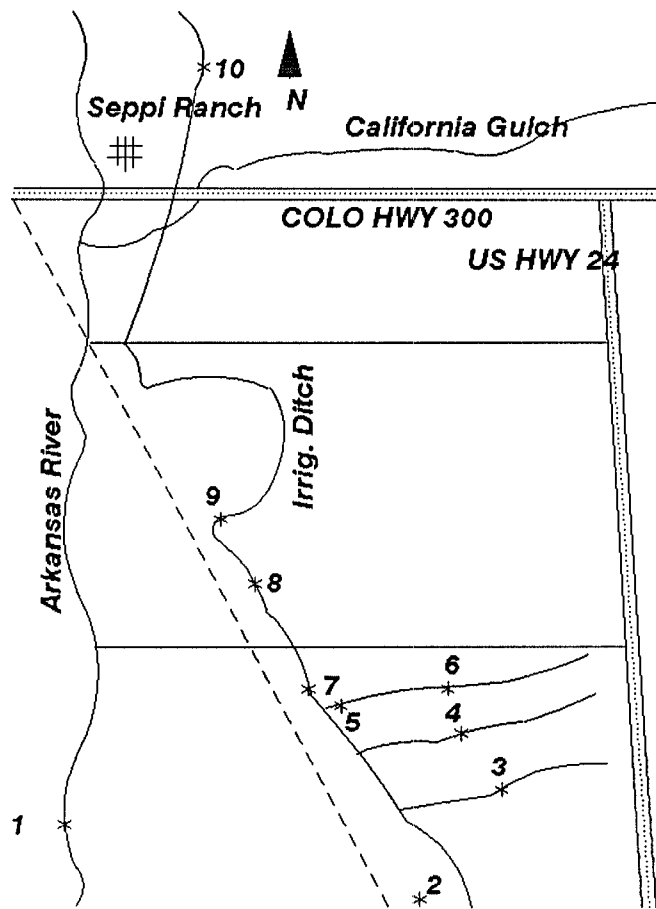 10
Seppi Ranch
N
California Gulch
COLO HWY 300
US HWY 24
Arkansas River
Irrig. Ditch
9
8
7
6
5
4
3
1
2